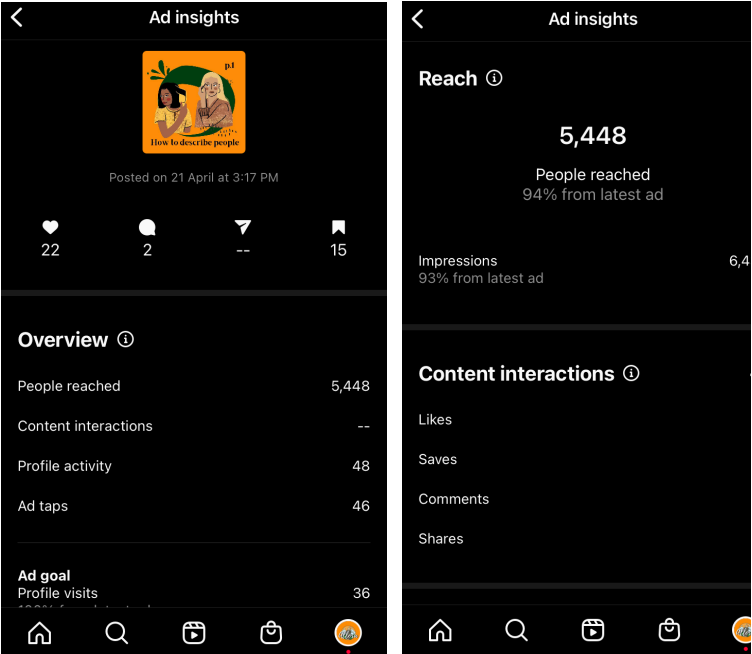 Ad insights
p.1
How to describe people
Posted on 21 April at 3:17 PM
22
2
--
15
Overview
People reached 5,448
Content interactions --
Profile activity 48
Ad taps 46
Ad goal
Profile visits 36
Ad insights
Reach
5,448
People reached
94% from latest ad
Impressions 6,4
93% from latest ad
Content interactions
Likes
Saves
Comments
Shares